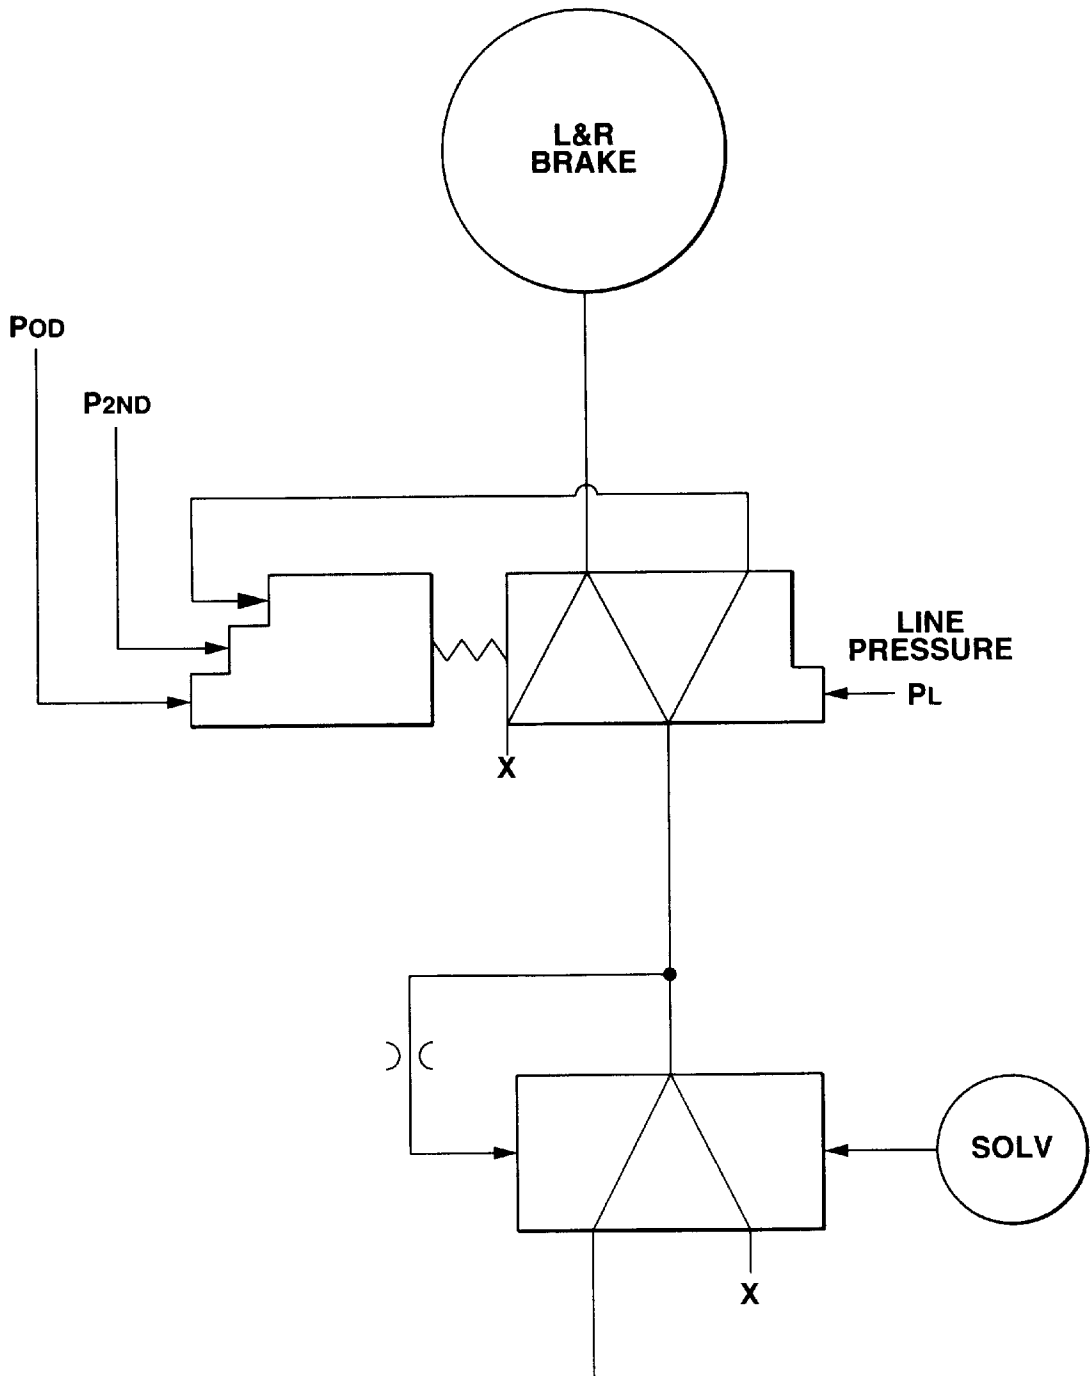 L&R
BRAKE
POD
P2ND
LINE
PRESSURE
PL
X
SOLV
X